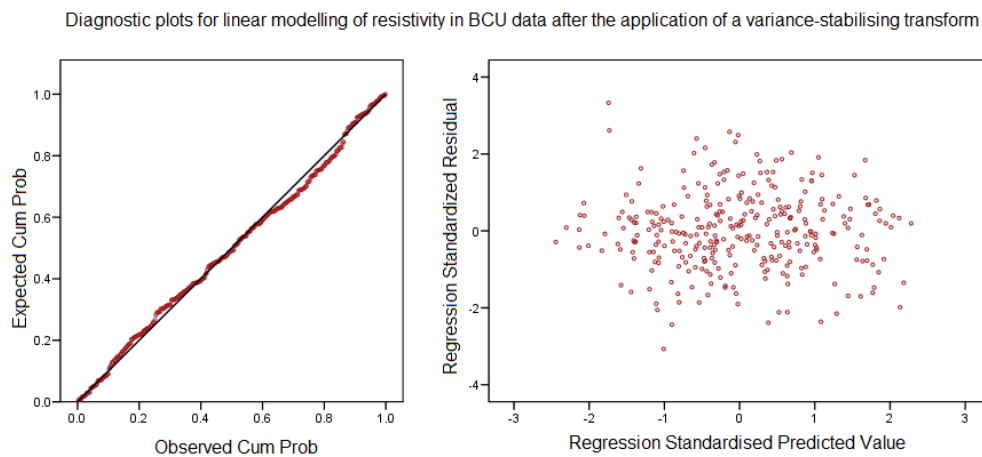 Diagnostic plots for linear modelling of resistivity in BCU data after the application of a variance-stabilising transform
Expected Cum Prob
1.0
0.8
0.6
0.4
0.2
0.0
0.0 0.2 0.4 0.6 0.8 1.0
Observed Cum Prob
Regression Standardized Residual
4
2
0
-2
-4
-3 -2 -1 0 1 2 3
Regression Standardised Predicted Value